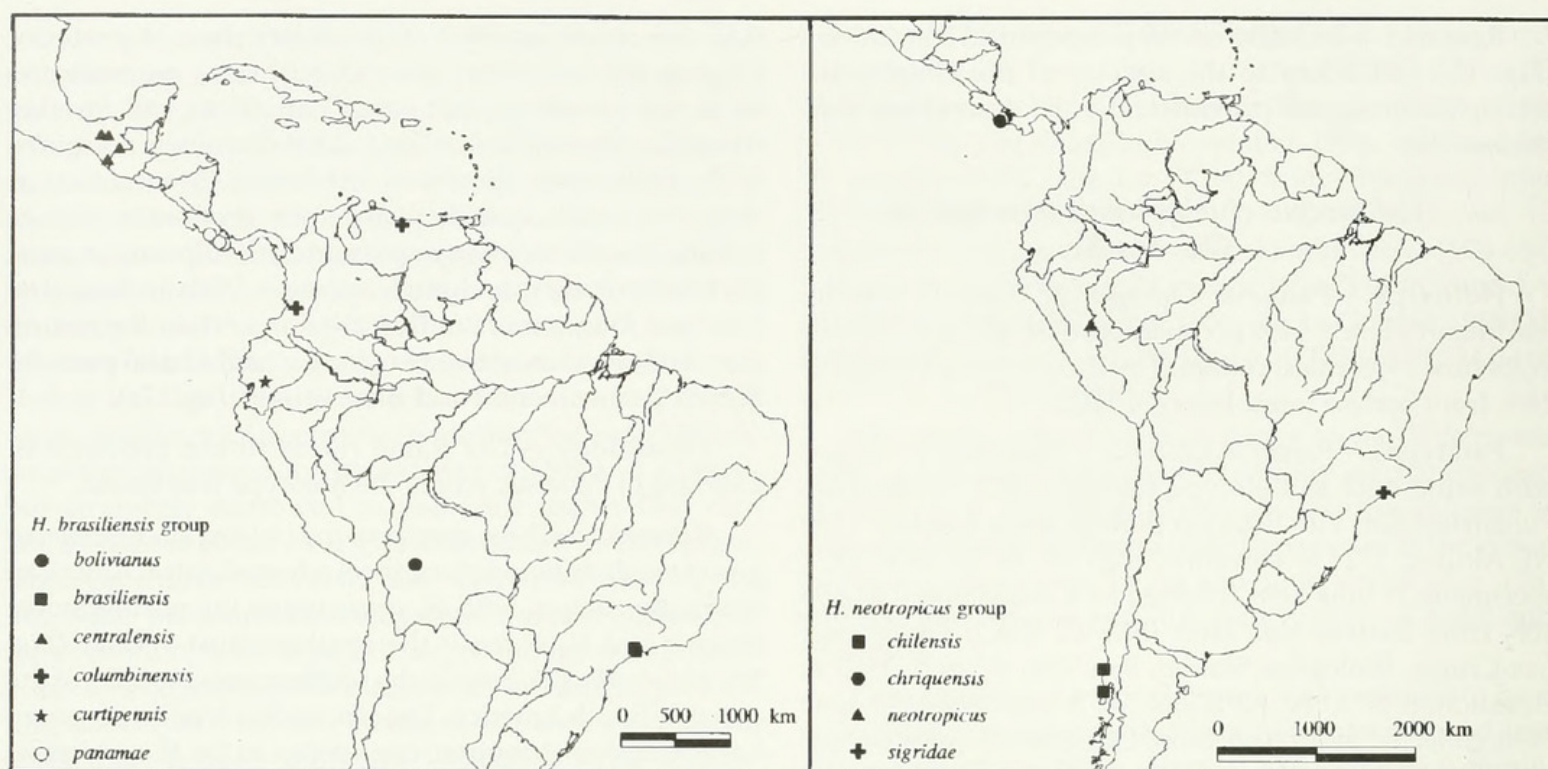 H. brasiliensis group
bolivianus
brasiliensis
centralensis
columbinensis
curtipennis
panamae
0 500 1000 km
H. neotropicus group
chilensis
chriquensis
neotropicus
sigridae
0 1000 2000 km